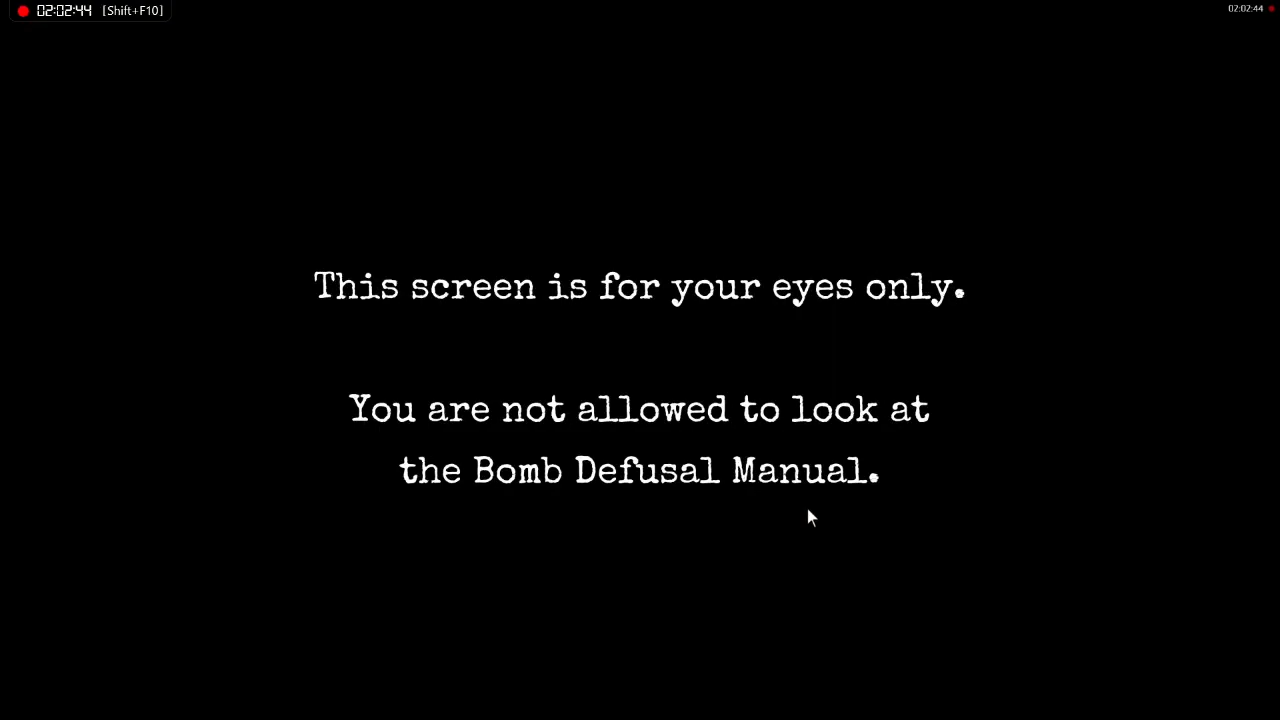 02:02:44 [Shift+F10]
02:02:44
This screen is for your eyes only.
You are not allowed to look at
the Bomb Defusal Manual.